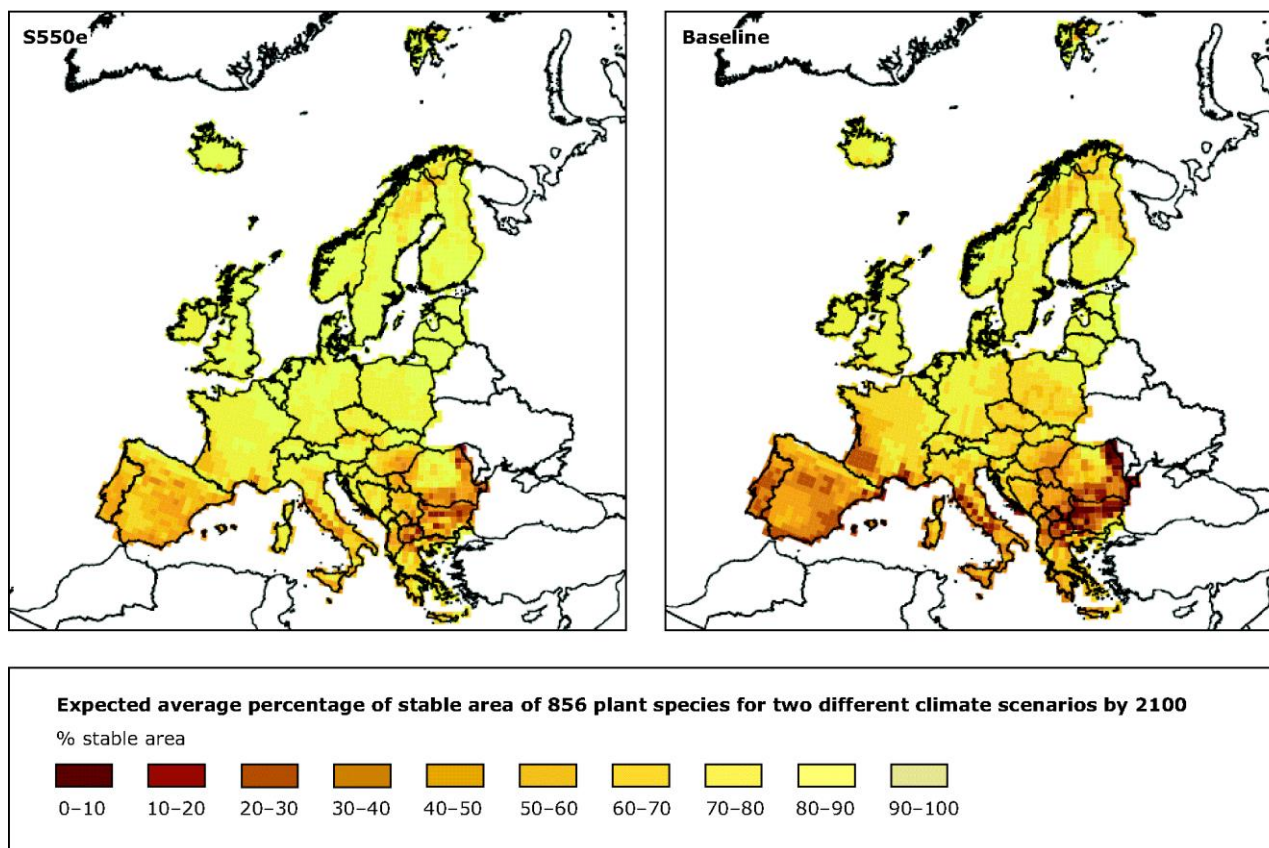 S550e
Baseline
Expected average percentage of stable area of 856 plant species for two different climate scenarios by 2100
% stable area
0–10 10–20 20–30 30–40 40–50 50–60 60–70 70–80 80–90 90–100